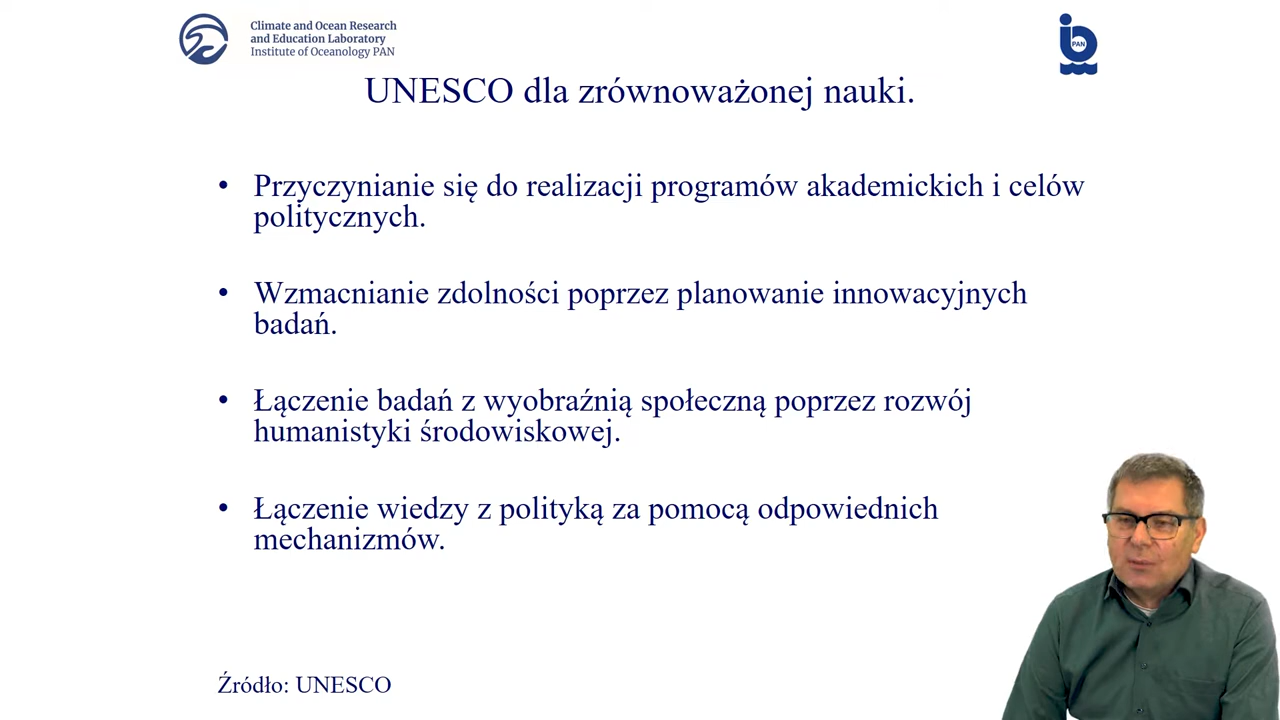 Climate and Ocean Research
and Education Laboratory
Institute of Oceanology PAN
PAN
UNESCO dla zrównoważonej nauki.
• Przyczynianie się do realizacji programów akademickich i celów
politycznych.
• Wzmacnianie zdolności poprzez planowanie innowacyjnych
badań.
• Łączenie badań z wyobraźnią społeczną poprzez rozwój
humanistyki środowiskowej.
• Łączenie wiedzy z polityką za pomocą odpowiednich
mechanizmów.
Źródło: UNESCO